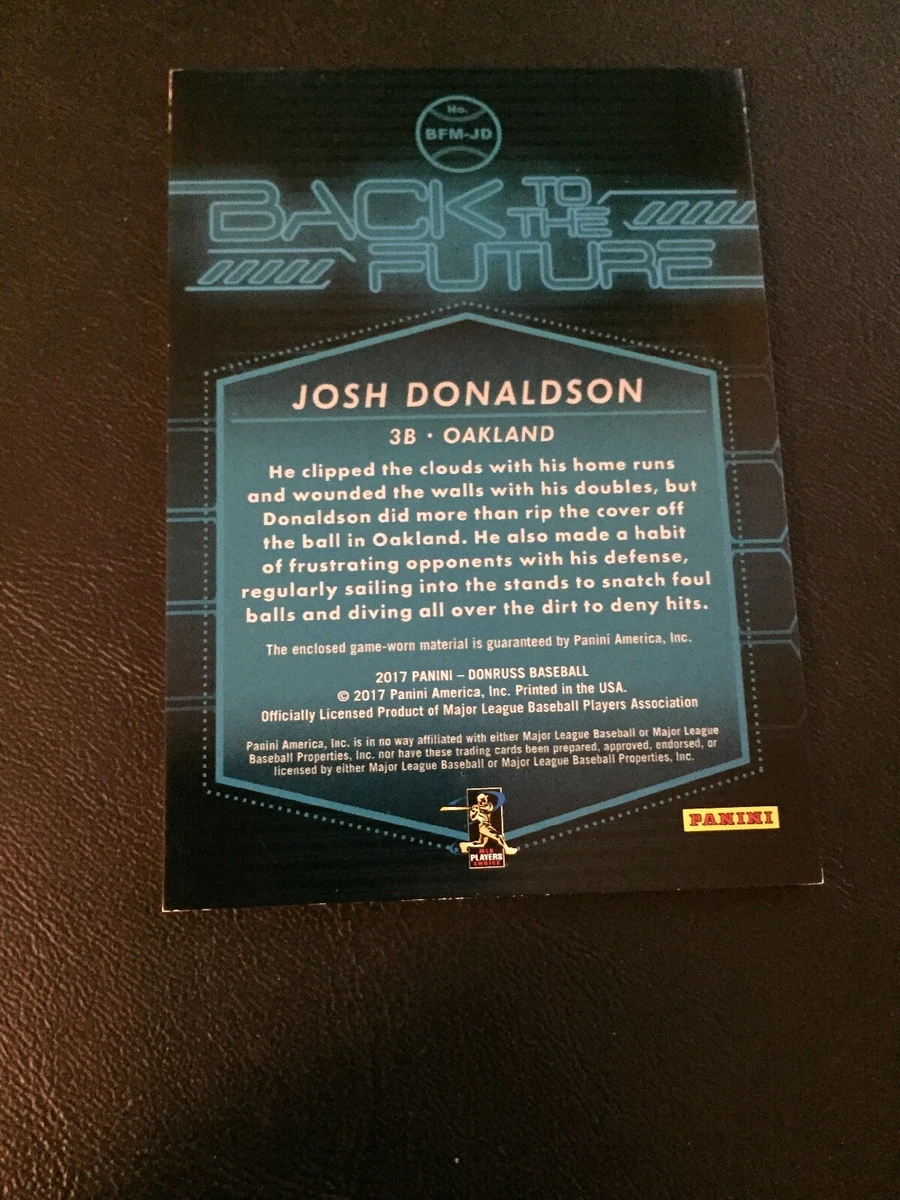 No.
BFM-JD
BACK TO THE
FUTURE
JOSH DONALDSON
3B • OAKLAND
He clipped the clouds with his home runs
and wounded the walls with his doubles, but
Donaldson did more than rip the cover off
the ball in Oakland. He also made a habit
of frustrating opponents with his defense,
regularly sailing into the stands to snatch foul
balls and diving all over the dirt to deny hits.
The enclosed game-worn material is guaranteed by Panini America, Inc.
2017 PANINI – DONRUSS BASEBALL
© 2017 Panini America, Inc. Printed in the USA.
Officially Licensed Product of Major League Baseball Players Association
Panini America, Inc. is in no way affiliated with either Major League Baseball or Major League
Baseball Properties, Inc. nor have these trading cards been prepared, approved, endorsed, or
licensed by either Major League Baseball or Major League Baseball Properties, Inc.
MLB
PLAYERS
CHOICE
PANINI